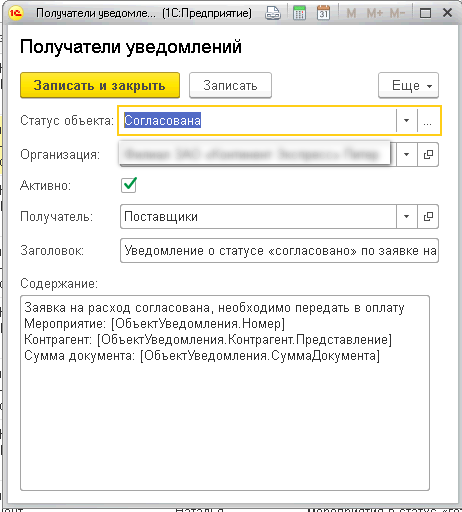 Получатели уведомле... (1С:Предприятие)
M M+ M-
Получатели уведомлений
Записать и закрыть Записать Еще
Статус объекта: Согласована ...
Организация:
Активно:
Получатель: Поставщики
Заголовок: Уведомление о статусе «согласовано» по заявке на
Содержание:
Заявка на расход согласована, необходимо передать в оплату
Мероприятие: [ОбъектУведомления.Номер]
Контрагент: [ОбъектУведомления.Контрагент.Представление]
Сумма документа: [ОбъектУведомления.СуммаДокумента]